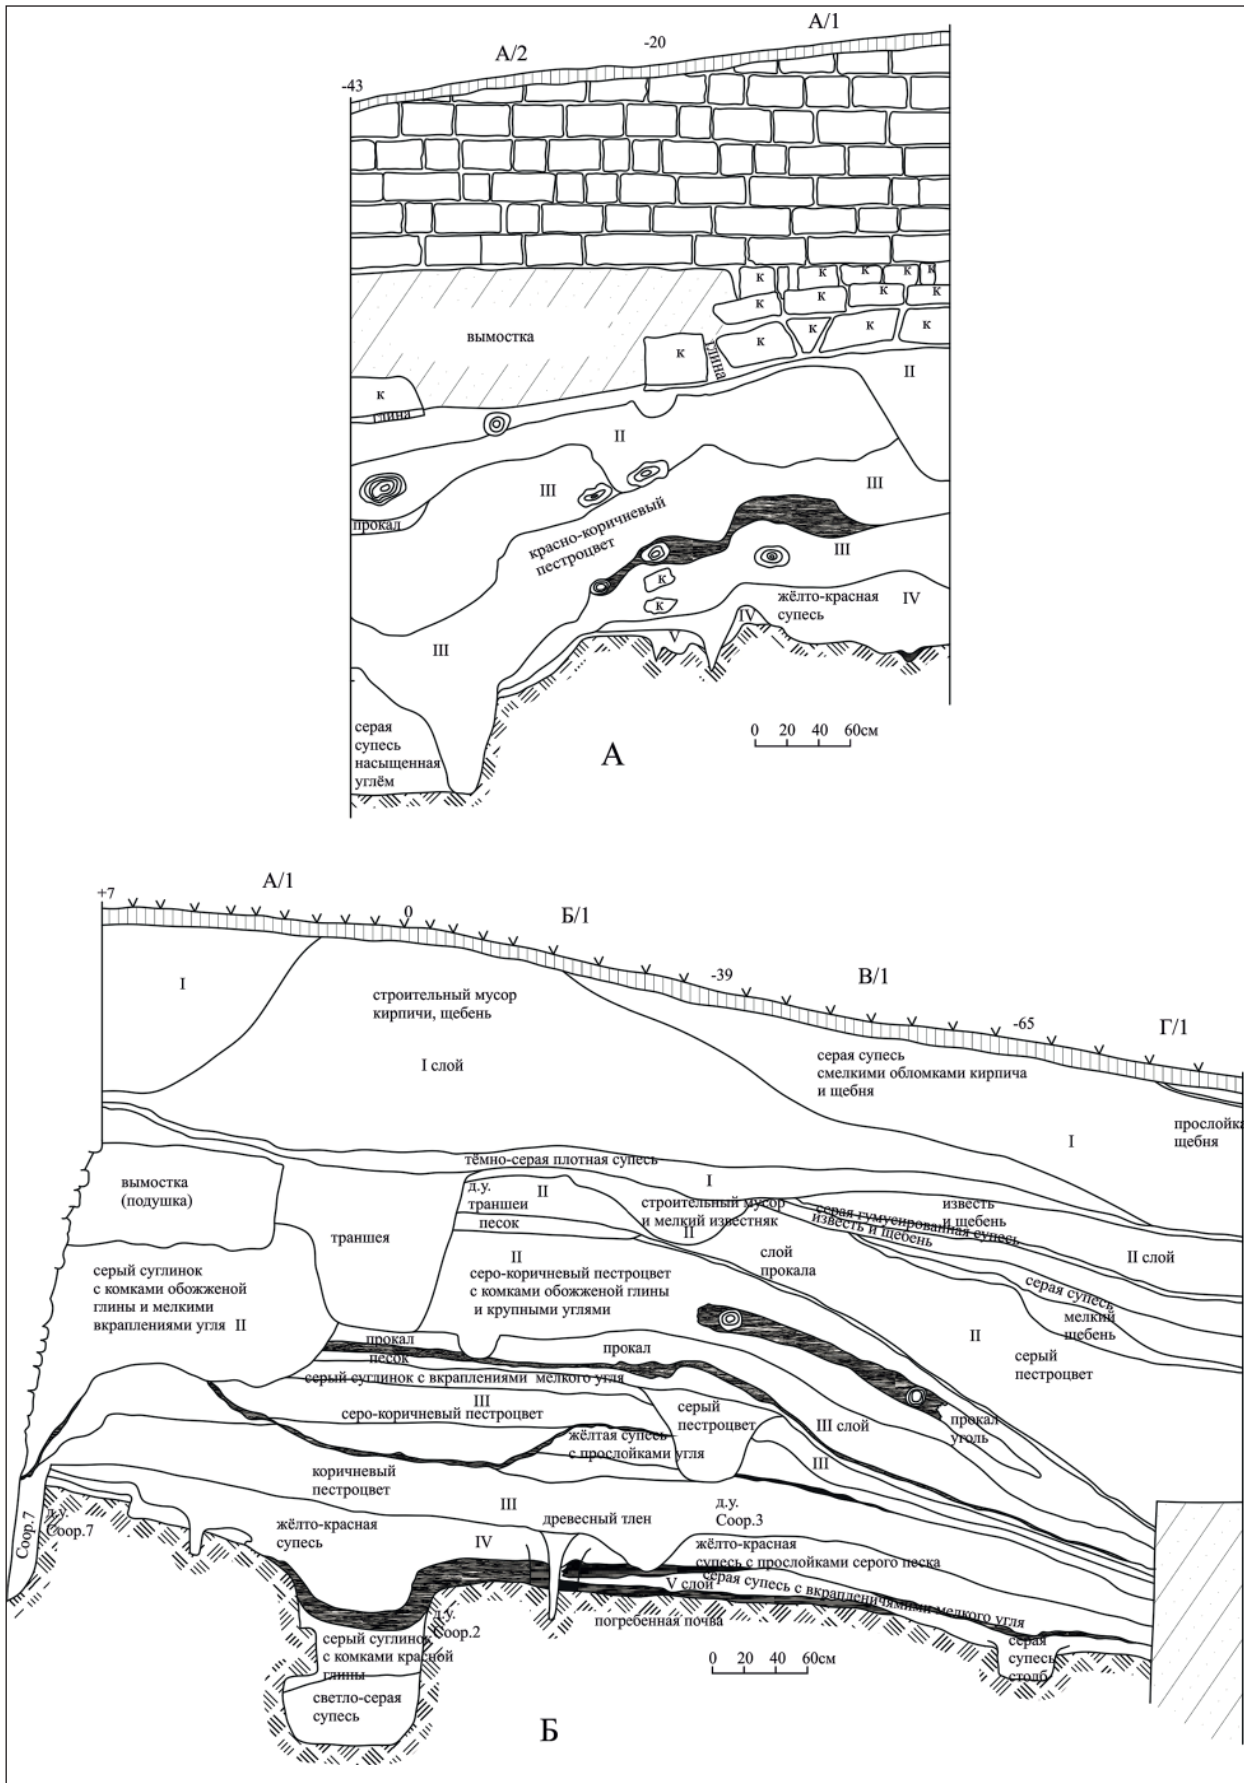 А/1
-20
А/2
-43
к
к
к
к
к
к
к
к
к
вымостка
к
к
к
к
к
глина
II
к
глина
II
III
III
прокал
красно-коричневый
пестроцвет
III
к
к
жёлто-красная
супесь
IV
IV
V
III
серая
супесь
насыщенная
углём
0 20 40 60см
А
А/1
+7
0
Б/1
-39
В/1
-65
Г/1
I
строительный мусор
кирпичи, щебень
I слой
серая супесь
смелкими обломками кирпича
и щебня
I
прослойка
щебня
тёмно-серая плотная супесь
I
вымостка
(подушка)
д.у.
траншеи
II
песок
строительный мусор
и мелкий известняк
II
известь
и щебень
серая гумусированная супесь
известь и щебень
II слой
траншея
слой
прокала
серый суглинок
с комками обожженой
глины и мелкими
вкраплениями угля II
II
серо-коричневый пестроцвет
с комками обожженой глины
и крупными углями
серая супесь
мелкий
щебень
II
серый
пестроцвет
прокал
песок
прокал
серый суглинок с вкраплениями мелкого угля
III
серо-коричневый пестроцвет
серый
пестроцвет
III слой
прокал
уголь
жёлтая супесь
с прослойками угля
III
коричневый
пестроцвет
III
древесный тлен
д.у.
Соор.3
Соор.7
д.у.
Соор.7
жёлто-красная
супесь
IV
жёлто-красная
супесь с прослойками серого песка
V слой
серая супесь с вкрапленичями мелкого угля
погребенная почва
д.у.
Соор.2
серый суглинок
с комками красной
глины
светло-серая
супесь
серая
супесь
столб
0 20 40 60см
Б